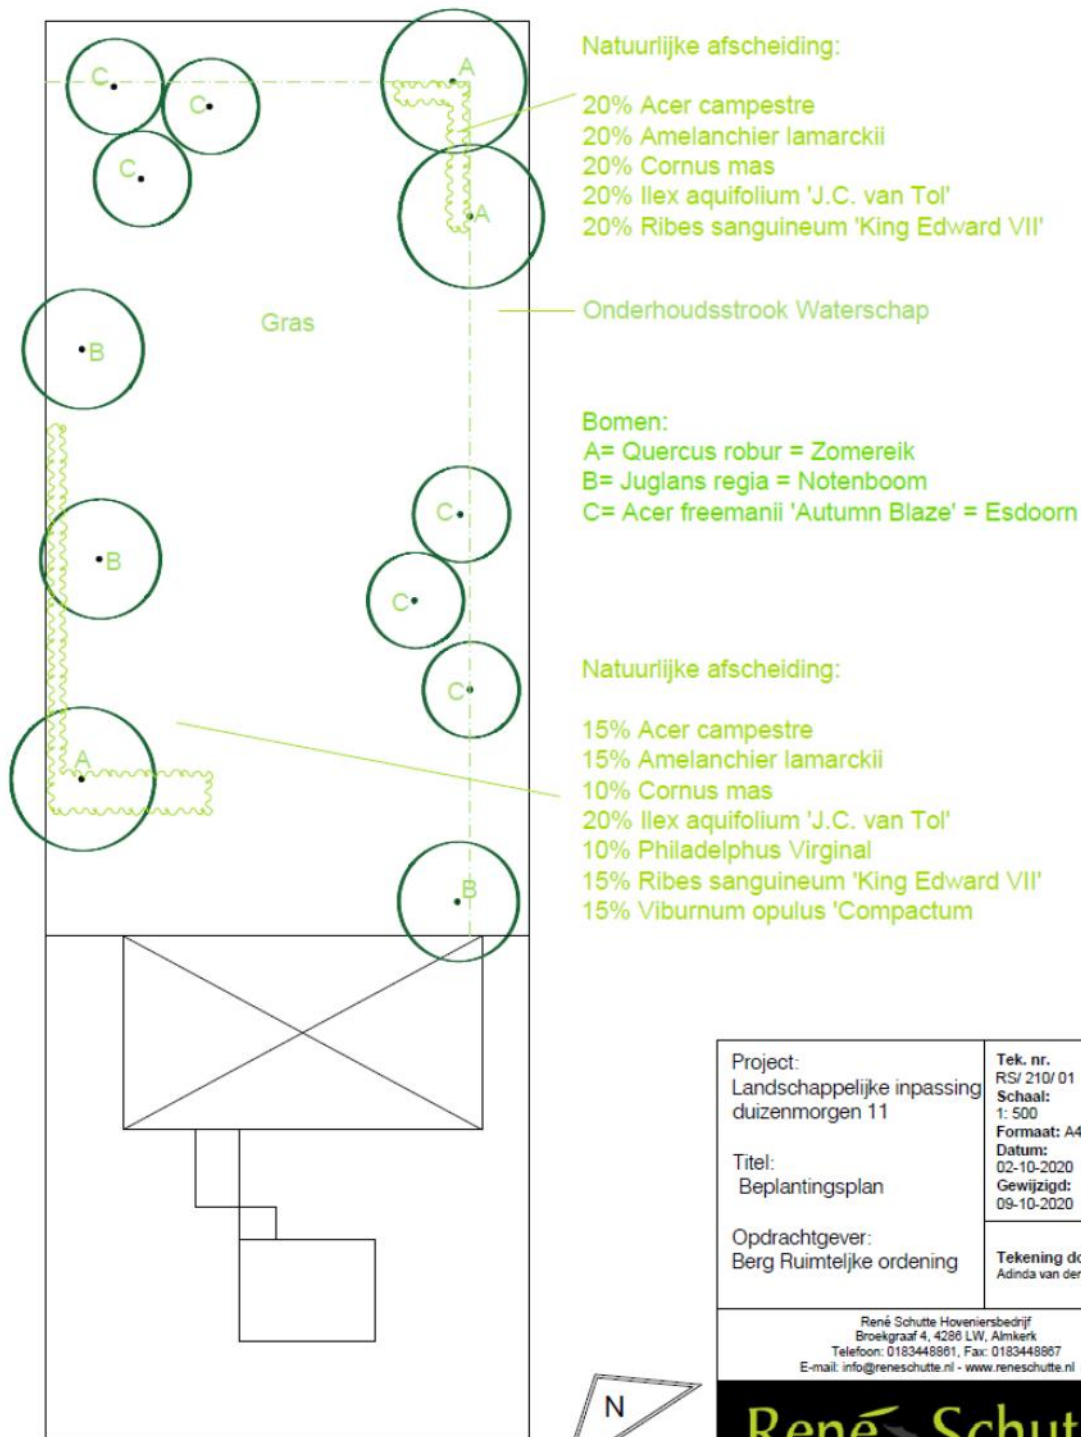 C
C
C
A
A
Natuurlijke afscheiding:
20% Acer campestre
20% Amelanchier lamarckii
20% Cornus mas
20% Ilex aquifolium 'J.C. van Tol'
20% Ribes sanguineum 'King Edward VII'
Gras
Onderhoudsstrook Waterschap
B
B
A
C
C
C
B
Bomen:
A= Quercus robur = Zomereik
B= Juglans regia = Notenboom
C= Acer freemanii 'Autumn Blaze' = Esdoorn
Natuurlijke afscheiding:
15% Acer campestre
15% Amelanchier lamarckii
10% Cornus mas
20% Ilex aquifolium 'J.C. van Tol'
10% Philadelphus Virginal
15% Ribes sanguineum 'King Edward VII'
15% Viburnum opulus 'Compactum
Project:
Landschappelijke inpassing
duizenmorgen 11
Titel:
Beplantingsplan
Opdrachtgever:
Berg Ruimteljke ordening
Tek. nr.
RS/ 210/ 01
Schaal:
1: 500
Formaat: A4
Datum:
02-10-2020
Gewijzigd:
09-10-2020
Tekening do
Adinda van der
René Schutte Hoveniersbedrijf
Broekgraaf 4, 4286 LW, Almkerk
Telefoon: 0183448861, Fax: 0183448867
E-mail: info@reneschutte.nl - www.reneschutte.nl
N
René Schut